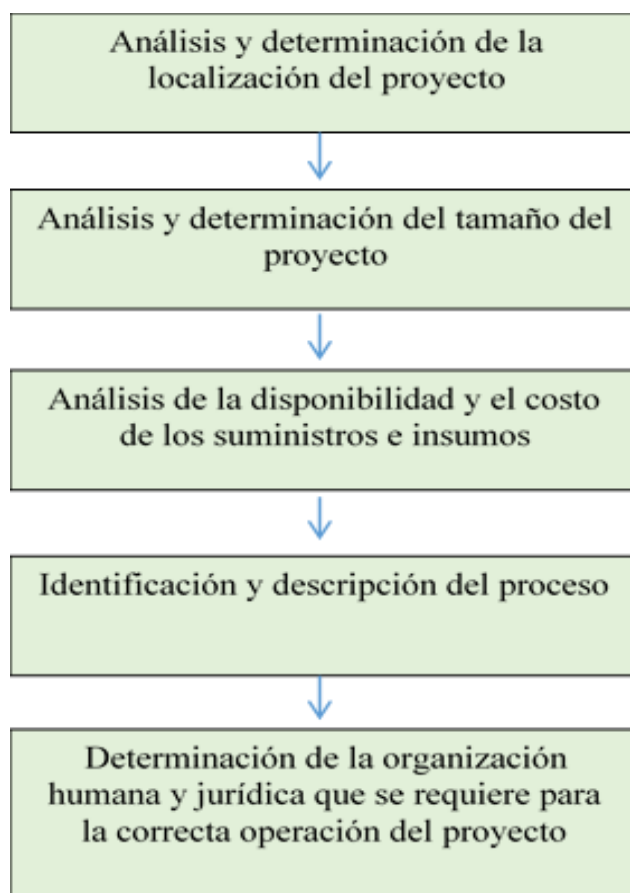 Análisis y determinación de la
localización del proyecto
Análisis y determinación del tamaño del
proyecto
Análisis de la disponibilidad y el costo
de los suministros e insumos
Identificación y descripción del proceso
Determinación de la organización
humana y jurídica que se requiere para
la correcta operación del proyecto